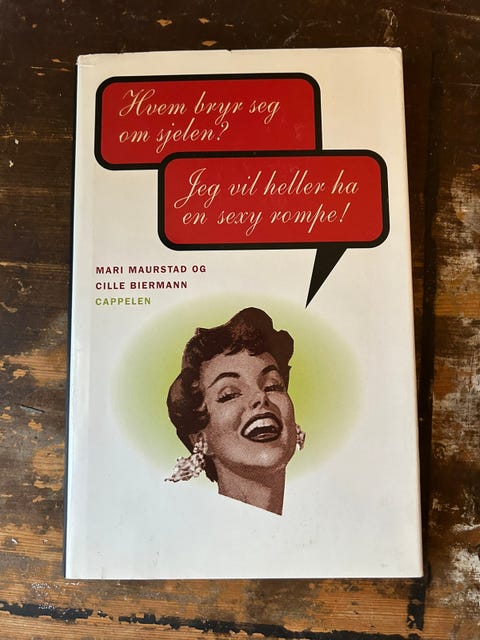 Hvem bryr seg
om sjelen?
Jeg vil heller ha
en sexy rompe!
MARI MAURSTAD OG
CILLE BIERMANN
CAPPELEN